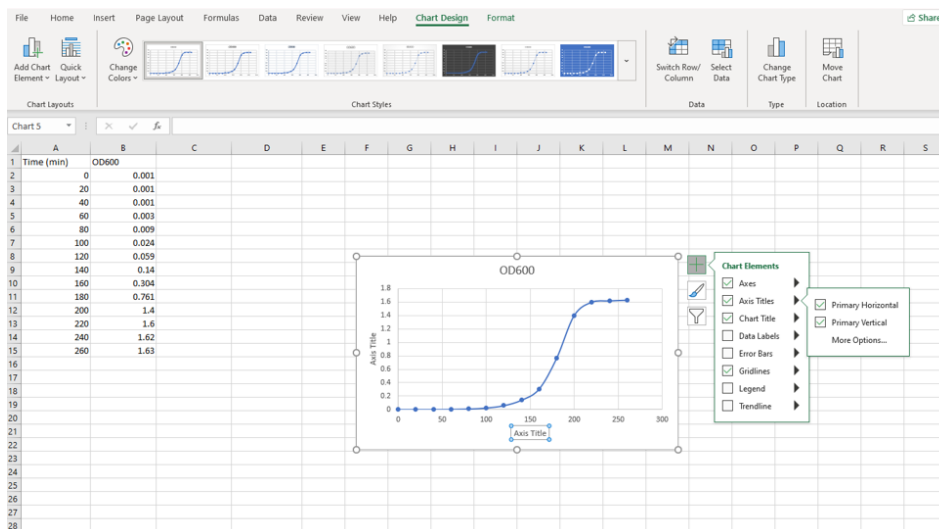 File Home Insert Page Layout Formulas Data Review View Help Chart Design Format Share
Add Chart Element Quick Layout
Change Colors
Switch Row/ Column Select Data
Change Chart Type
Move Chart
Chart Layouts Chart Styles Data Type Location
Chart 5 fx
A B C D E F G H I J K L M N O P Q R S
1 Time (min) OD600
2 0 0.001
3 20 0.001
4 40 0.001
5 60 0.003
6 80 0.009
7 100 0.024
8 120 0.059
9 140 0.14
10 160 0.304
11 180 0.761
12 200 1.4
13 220 1.6
14 240 1.62
15 260 1.63
16
17
18
19
20
21
22
23
24
25
26
27
28
OD600
1.8
1.6
1.4
1.2
1
0.8
0.6
0.4
0.2
0
Axis Title
0 50 100 150 200 250 300
Axis Title
Chart Elements
Axes
Axis Titles
Chart Title
Data Labels
Error Bars
Gridlines
Legend
Trendline
Primary Horizontal
Primary Vertical
More Options...